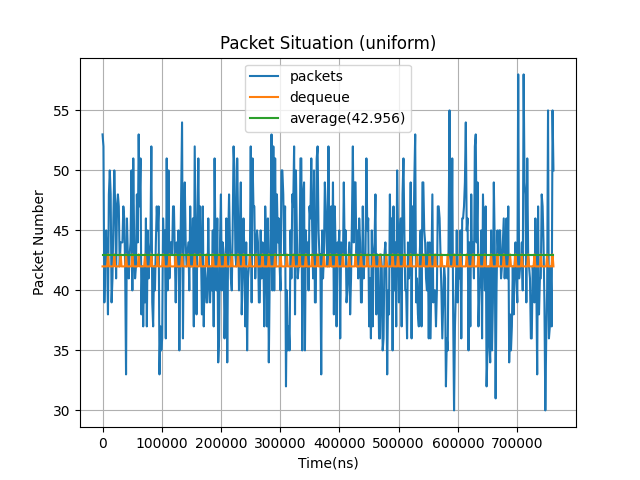 Packet Situation (uniform)
packets
dequeue
average(42.956)
Packet Number
55
50
45
40
35
30
0 100000 200000 300000 400000 500000 600000 700000
Time(ns)